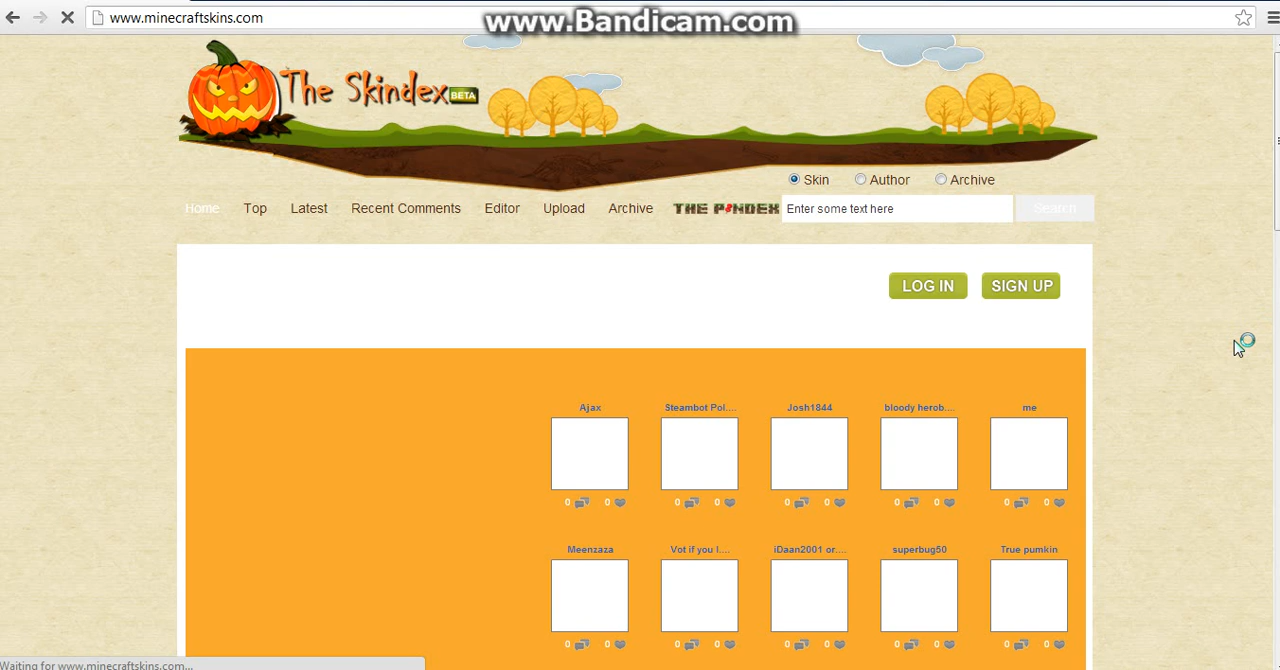 www.minecraftskins.com
www.Bandicam.com
The Skindex BETA
Skin Author Archive
Home Top Latest Recent Comments Editor Upload Archive THE PINDEX Enter some text here Search
LOG IN SIGN UP
Ajax Steambot Pol.... Josh1844 bloody herob.... me
0 0 0 0 0 0 0 0 0 0
Meenzaza Vot if you l.... iDaan2001 or.... superbug50 True pumkin
0 0 0 0 0 0 0 0 0 0
Waiting for www.minecraftskins.com...